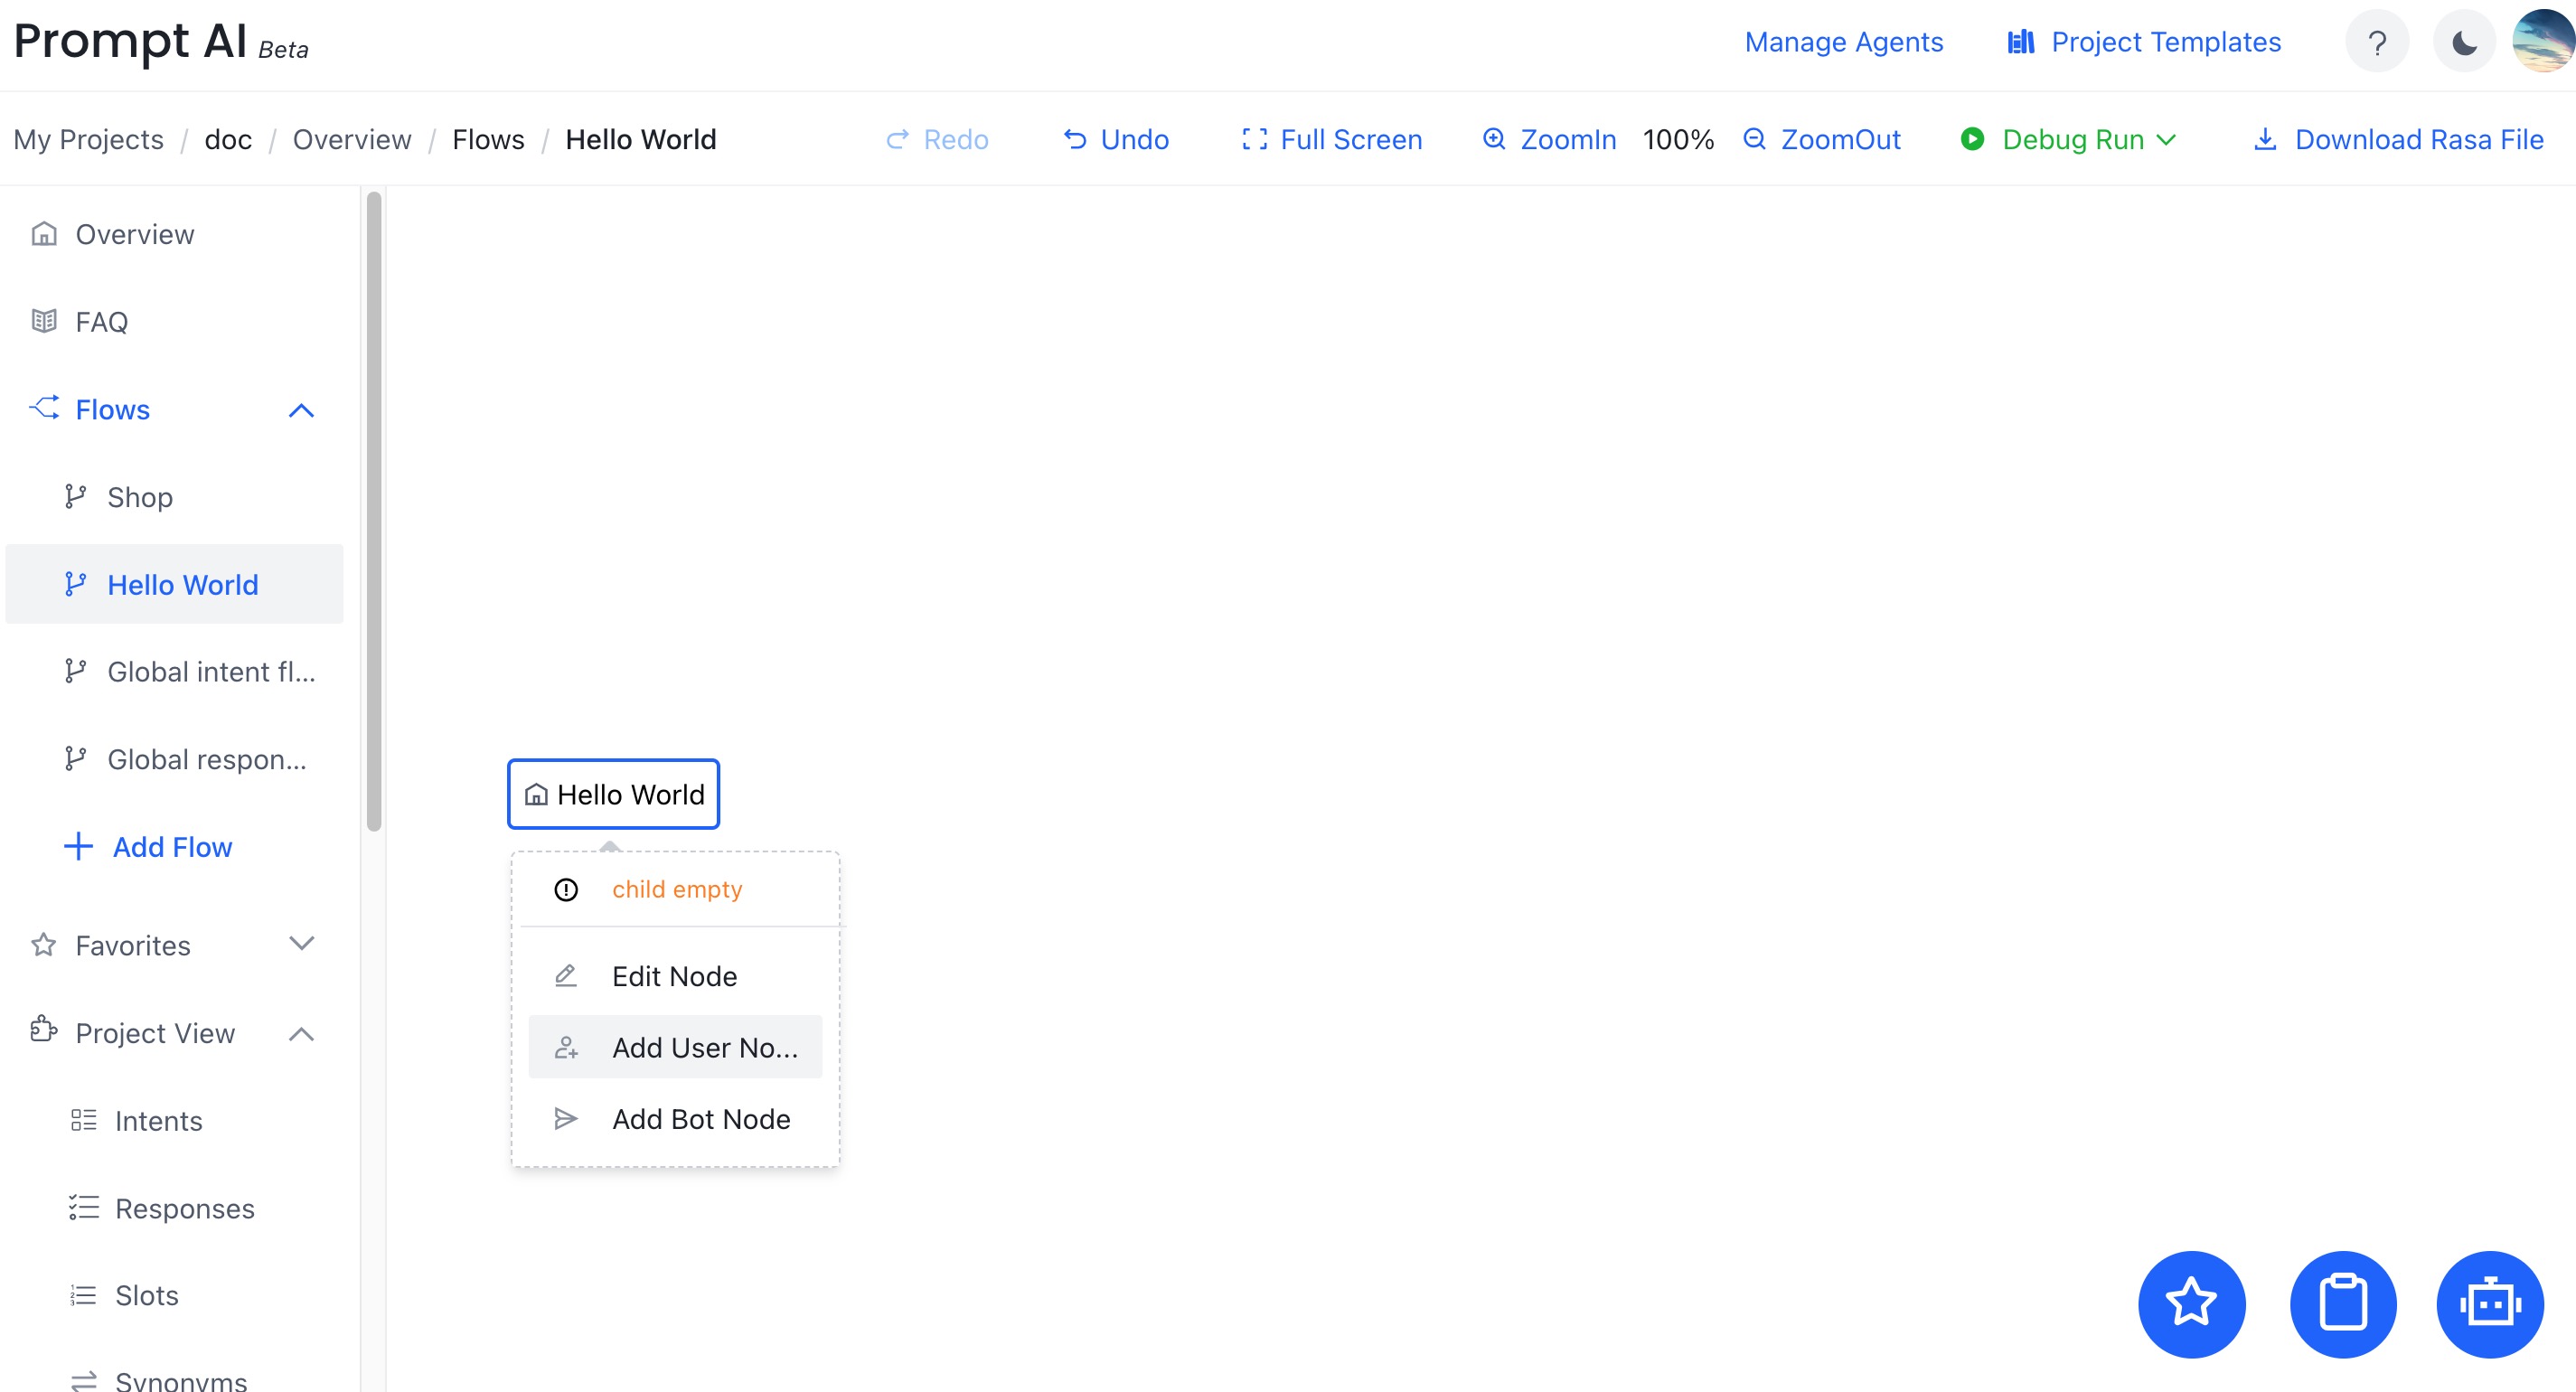 Prompt AI Beta
Manage Agents
Project Templates
?
My Projects / doc / Overview / Flows / Hello World
Redo
Undo
Full Screen
ZoomIn
100%
ZoomOut
Debug Run
Download Rasa File
Overview
FAQ
Flows
Shop
Hello World
Global intent fl...
Global respon...
Add Flow
Favorites
Project View
Intents
Responses
Slots
Synonyms
Hello World
child empty
Edit Node
Add User No...
Add Bot Node